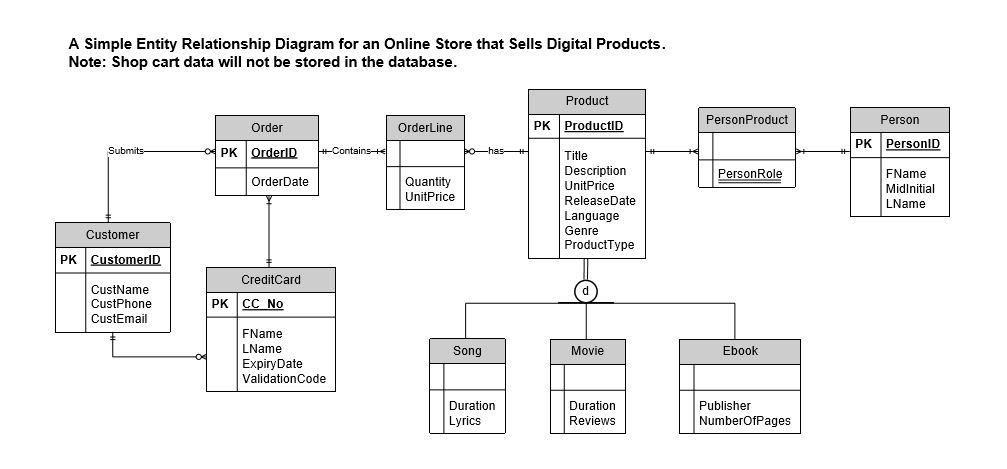 A Simple Entity Relationship Diagram for an Online Store that Sells Digital Products.
Note: Shop cart data will not be stored in the database.
Order
PK OrderID
OrderDate
Submits
Contains
OrderLine
Quantity
UnitPrice
has
Product
PK ProductID
Title
Description
UnitPrice
ReleaseDate
Language
Genre
ProductType
PersonProduct
PersonRole
Person
PK PersonID
FName
MidInitial
LName
Customer
PK CustomerID
CustName
CustPhone
CustEmail
CreditCard
PK CC_No
FName
LName
ExpiryDate
ValidationCode
d
Song
Duration
Lyrics
Movie
Duration
Reviews
Ebook
Publisher
NumberOfPages